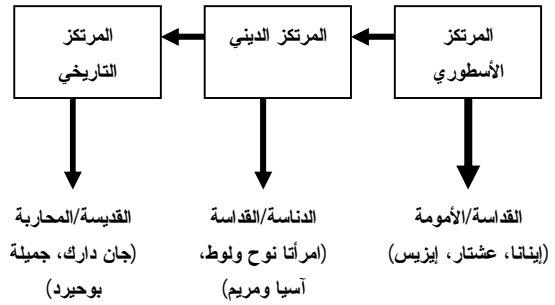 المرتكز
الأسطوري
المرتكز الديني
المرتكز
التاريخي
القداسة/الأمومة
(إينانا، عشتار، إيزيس)
الدناسة/القداسة
(امرأتا نوح ولوط،
آسيا ومريم)
القديسة/المحاربة
(جان دارك، جميلة
بوحيرد)